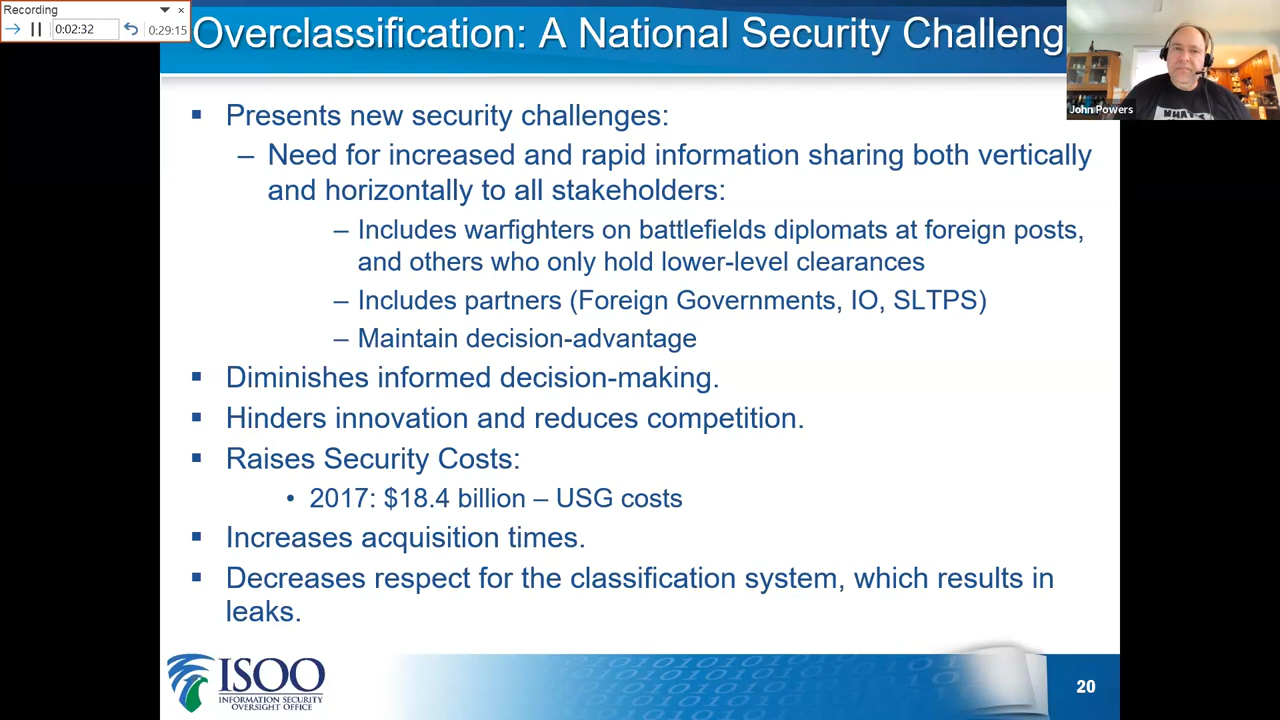 Recording
0:02:32
0:29:15
Overclassification: A National Security Challeng
John Powers
▪ Presents new security challenges:
– Need for increased and rapid information sharing both vertically
and horizontally to all stakeholders:
– Includes warfighters on battlefields diplomats at foreign posts,
and others who only hold lower-level clearances
– Includes partners (Foreign Governments, IO, SLTPS)
– Maintain decision-advantage
▪ Diminishes informed decision-making.
▪ Hinders innovation and reduces competition.
▪ Raises Security Costs:
• 2017: $18.4 billion – USG costs
▪ Increases acquisition times.
▪ Decreases respect for the classification system, which results in
leaks.
ISOO
INFORMATION SECURITY
OVERSIGHT OFFICE
20